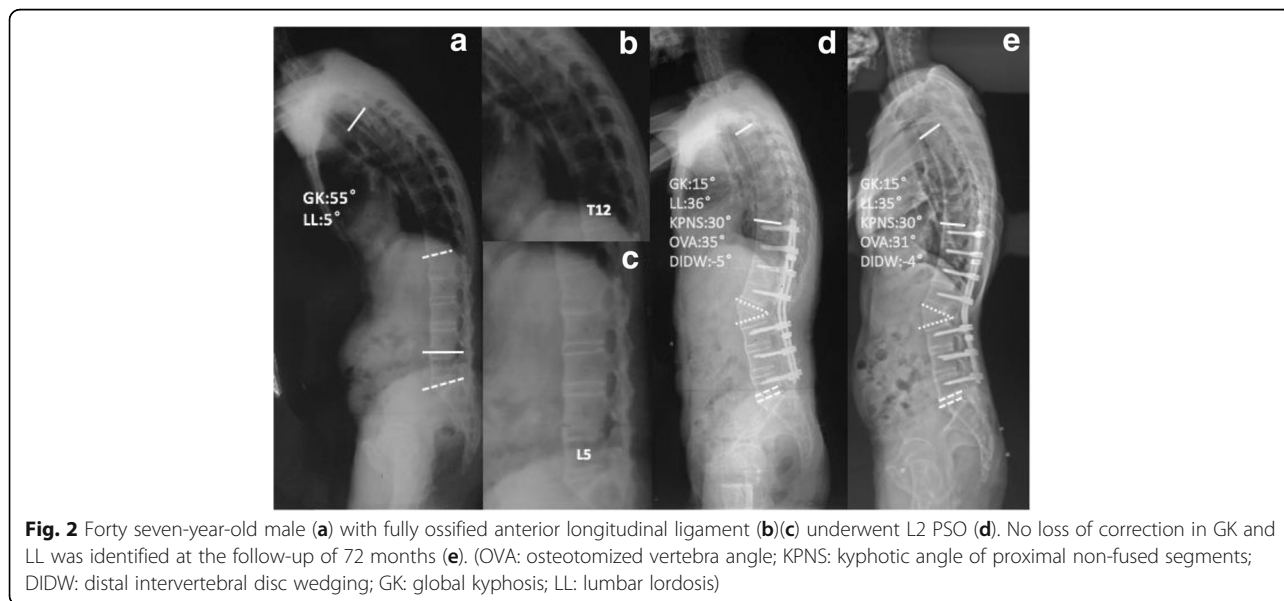 a
b
d
e
GK:55°
LL:5°
T12
c
L5
GK:15°
LL:36°
KPNS:30°
OVA:35°
DIDW:-5°
GK:15°
LL:35°
KPNS:30°
OVA:31°
DIDW:-4°
Fig. 2 Forty seven-year-old male (a) with fully ossified anterior longitudinal ligament (b)(c) underwent L2 PSO (d). No loss of correction in GK and
LL was identified at the follow-up of 72 months (e). (OVA: osteotomized vertebra angle; KPNS: kyphotic angle of proximal non-fused segments;
DIDW: distal intervertebral disc wedging; GK: global kyphosis; LL: lumbar lordosis)